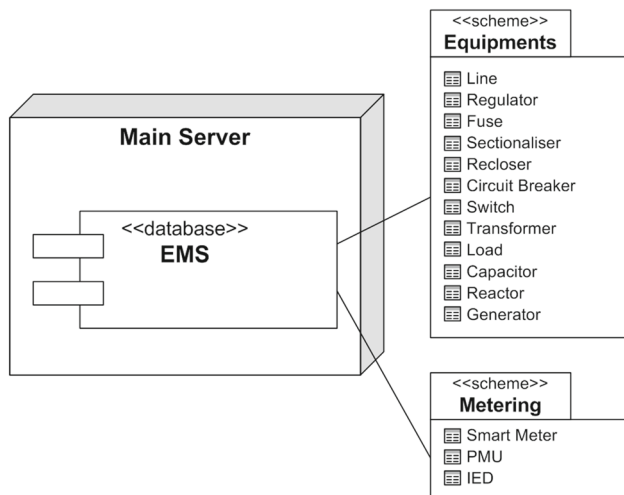 Main Server
<<database>>
EMS
<<scheme>>
Equipments
Line
Regulator
Fuse
Sectionaliser
Recloser
Circuit Breaker
Switch
Transformer
Load
Capacitor
Reactor
Generator
<<scheme>>
Metering
Smart Meter
PMU
IED